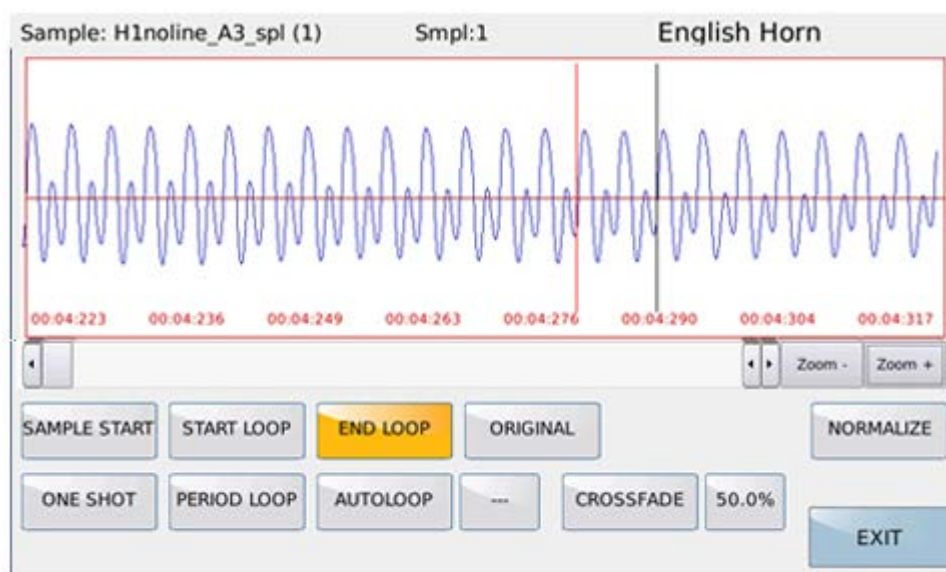 Sample: H1noline_A3_spl (1) Smpl:1 English Horn
00:04:223 00:04:236 00:04:249 00:04:263 00:04:276 00:04:290 00:04:304 00:04:317
Zoom - Zoom +
SAMPLE START START LOOP END LOOP ORIGINAL NORMALIZE
ONE SHOT PERIOD LOOP AUTOLOOP --- CROSSFADE 50.0%
EXIT